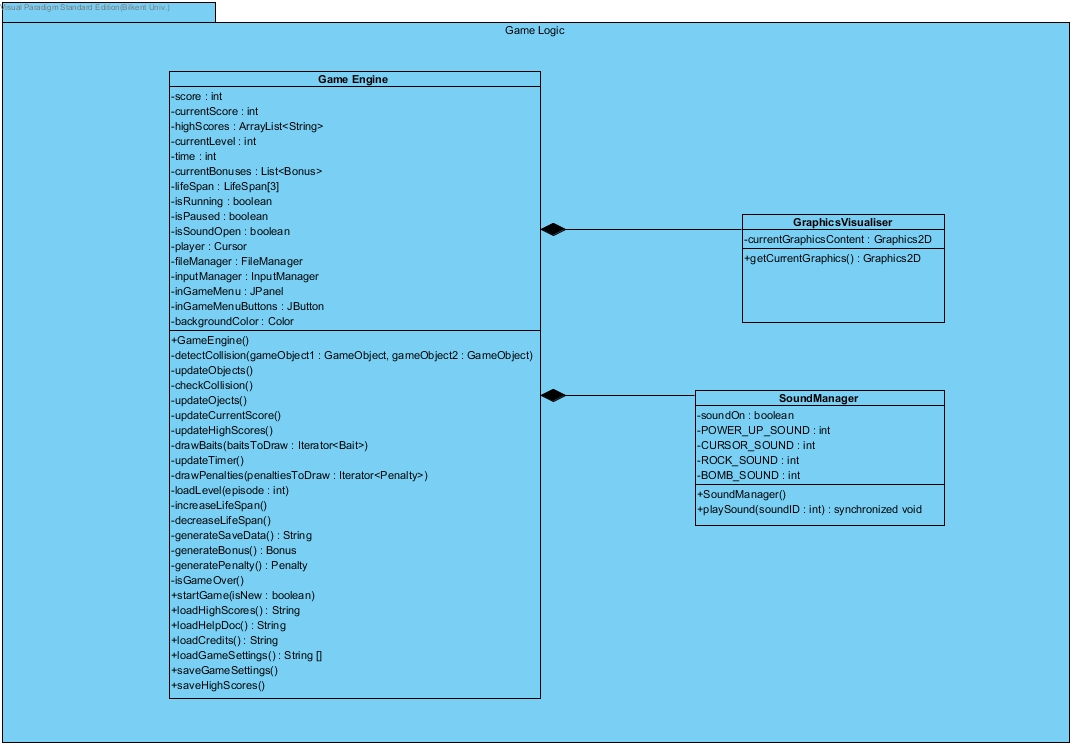 Visual Paradigm Standard Edition(Bilkent Univ.)
Game Logic
Game Engine
-score : int
-currentScore : int
-highScores : ArrayList<String>
-currentLevel : int
-time : int
-currentBonuses : List<Bonus>
-lifeSpan : LifeSpan[3]
-isRunning : boolean
-isPaused : boolean
-isSoundOpen : boolean
-player : Cursor
-fileManager : FileManager
-inputManager : InputManager
-inGameMenu : JPanel
-inGameMenuButtons : JButton
-backgroundColor : Color
+GameEngine()
-detectCollision(gameObject1 : GameObject, gameObject2 : GameObject)
-updateObjects()
-checkCollision()
-updateOjects()
-updateCurrentScore()
-updateHighScores()
-drawBaits(baitsToDraw : Iterator<Bait>)
-updateTimer()
-drawPenalties(penaltiesToDraw : Iterator<Penalty>)
-loadLevel(episode : int)
-increaseLifeSpan()
-decreaseLifeSpan()
-generateSaveData() : String
-generateBonus() : Bonus
-generatePenalty() : Penalty
-isGameOver()
+startGame(isNew : boolean)
+loadHighScores() : String
+loadHelpDoc() : String
+loadCredits() : String
+loadGameSettings() : String []
+saveGameSettings()
+saveHighScores()
GraphicsVisualiser
-currentGraphicsContent : Graphics2D
+getCurrentGraphics() : Graphics2D
SoundManager
-soundOn : boolean
-POWER_UP_SOUND : int
-CURSOR_SOUND : int
-ROCK_SOUND : int
-BOMB_SOUND : int
+SoundManager()
+playSound(soundID : int) : synchronized void